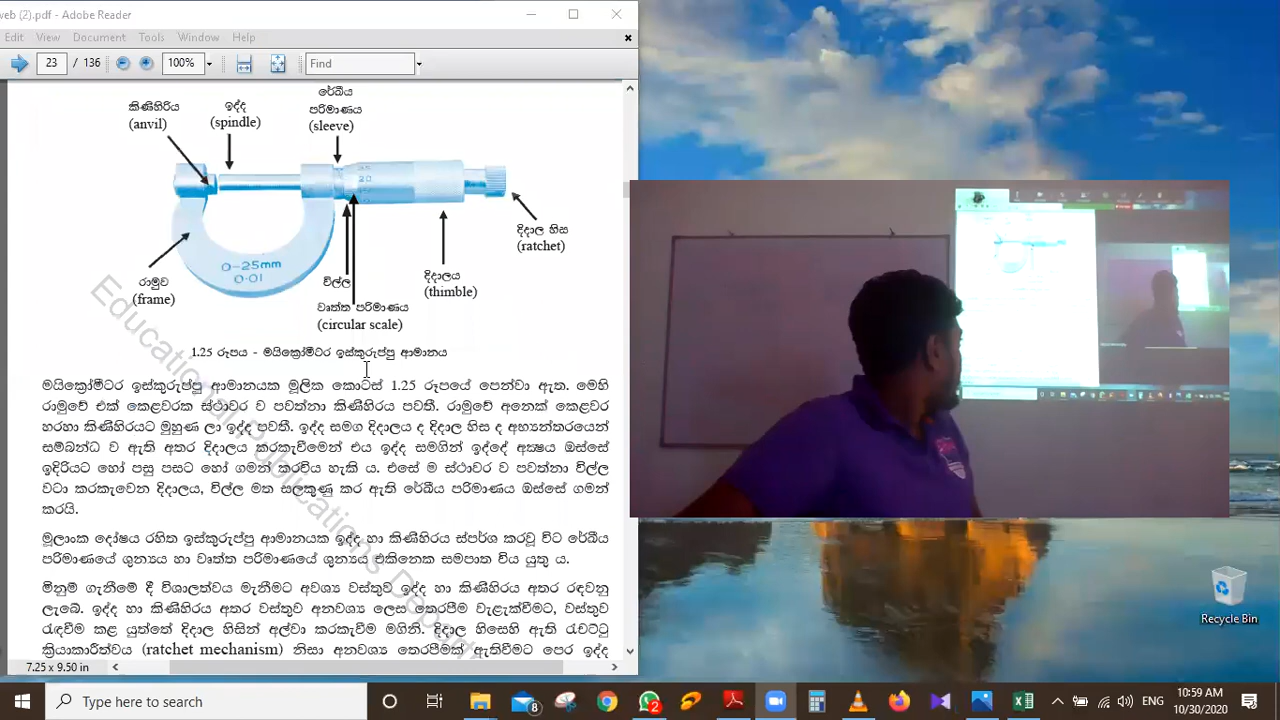 web (2).pdf - Adobe Reader
Edit View Document Tools Window Help
23 / 136 100% Find
රේඛීය
පරිමාණය
(sleeve)
කිණිහිරිය
(anvil)
ඉද්ද
(spindle)
දිදාල හිස
(ratchet)
රාමුව
(frame)
0-25mm
0.01
විල්ල
දිදාලය
(thimble)
වෘත්ත පරිමාණය
(circular scale)
1.25 රූපය - මයික්‍රෝමීටර ඉස්කුරුප්පු ආමානය
මයික්‍රෝමීටර ඉස්කුරුප්පු ආමානයක මූලික කොටස් 1.25 රූපයේ පෙන්වා ඇත. මෙහි
රාමුවේ එක් කෙළවරක ස්ථාවර ව පවත්නා කිණිහිරය පවතී. රාමුවේ අනෙක් කෙළවර
හරහා කිණිහිරයට මුහුණ ලා ඉද්ද පවතී. ඉද්ද සමග දිදාලය ද දිදාල හිස ද අභ්‍යන්තරයෙන්
සම්බන්ධ ව ඇති අතර දිදාලය කරකැවීමෙන් එය ඉද්ද සමගින් ඉද්දේ අක්‍ෂය ඔස්සේ
ඉදිරියට හෝ පසු පසට හෝ ගමන් කරවිය හැකි ය. එසේ ම ස්ථාවර ව පවත්නා විල්ල
වටා කරකැවෙන දිදාලය, විල්ල මත සලකුණු කර ඇති රේඛීය පරිමාණය ඔස්සේ ගමන්
කරයි.
මූලාංක දෝෂය රහිත ඉස්කුරුප්පු ආමානයක ඉද්ද හා කිණිහිරය ස්පර්ශ කරවූ විට රේඛීය
පරිමාණයේ ශුන්‍යය හා වෘත්ත පරිමාණයේ ශුන්‍යය එකිනෙක සමපාත විය යුතු ය.
මිනුම් ගැනීමේ දී විශාලත්වය මැනීමට අවශ්‍ය වස්තුව ඉද්ද හා කිණිහිරය අතර රඳවනු
ලැබේ. ඉද්ද හා කිණිහිරය අතර වස්තුව අනවශ්‍ය ලෙස තෙරපීම වැළැක්වීමට, වස්තුව
රැඳවීම කළ යුත්තේ දිදාල හිසින් අල්වා කරකැවීම මගිනි. දිදාල හිසෙහි ඇති රැචට්ටු
ක්‍රියාකාරීත්වය (ratchet mechanism) නිසා අනවශ්‍ය තෙරපීමක් ඇතිවීමට පෙර ඉද්ද
Educational Publications Depart
7.25 x 9.50 in
Recycle Bin
Type here to search
8
2
ENG
10:59 AM
10/30/2020